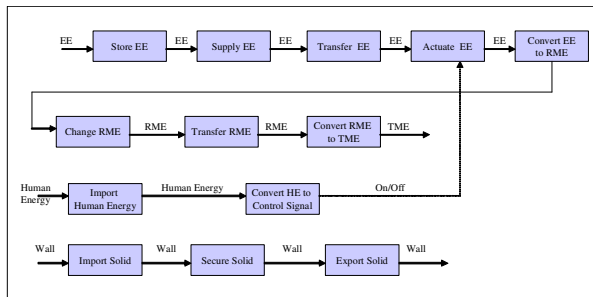 EE
Store EE
EE
Supply EE
EE
Transfer EE
EE
Actuate EE
EE
Convert EE
to RME
Change RME
RME
Transfer RME
RME
Convert RME
to TME
TME
Human
Energy
Import
Human Energy
Human Energy
Convert HE to
Control Signal
On/Off
Wall
Import Solid
Wall
Secure Solid
Wall
Export Solid
Wall